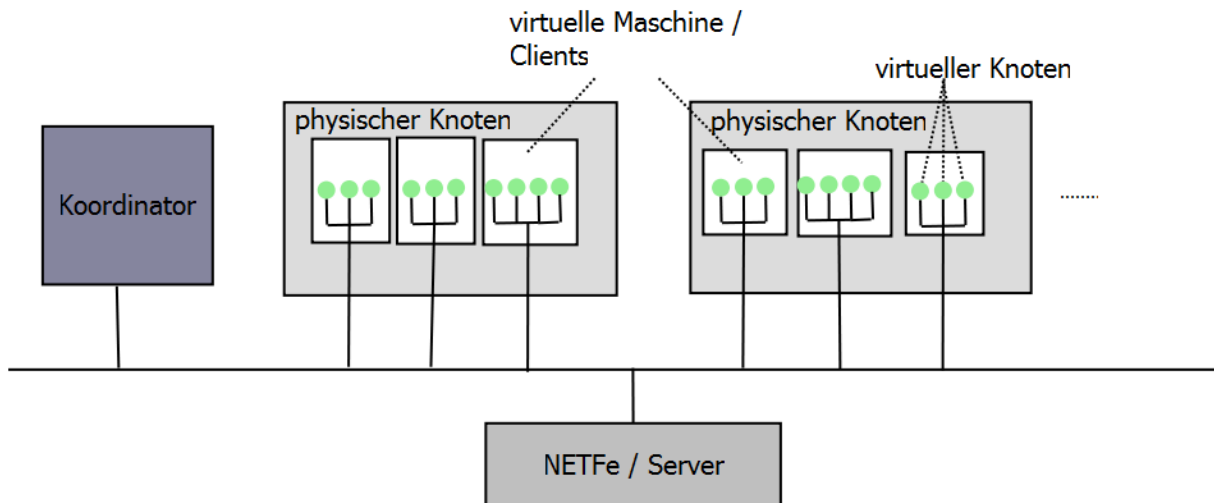 virtuelle Maschine /
Clients
virtueller Knoten
physischer Knoten
physischer Knoten
Koordinator
NETFe / Server